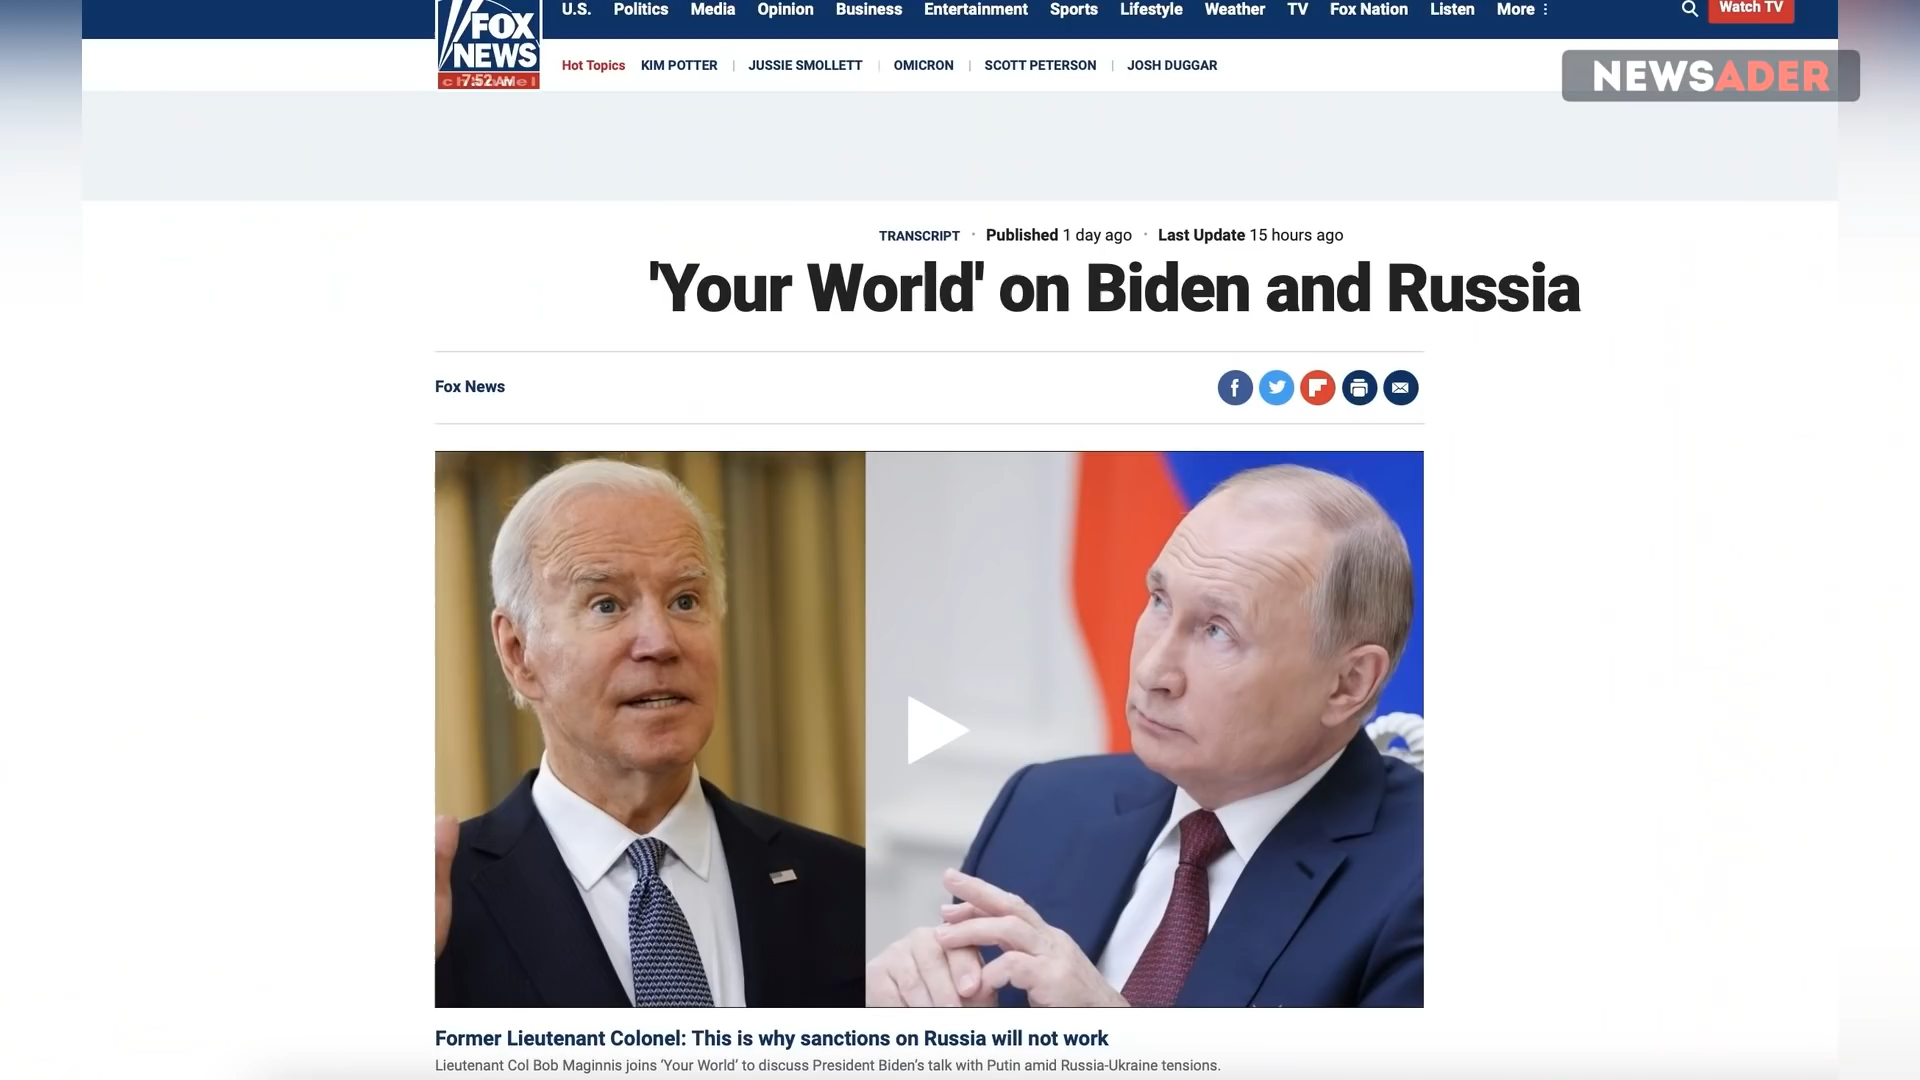 U.S. Politics Media Opinion Business Entertainment Sports Lifestyle Weather TV Fox Nation Listen More Watch TV
FOX
NEWS
channel
7:52 AM
Hot Topics KIM POTTER | JUSSIE SMOLLETT | OMICRON | SCOTT PETERSON | JOSH DUGGAR
NEWSADER
TRANSCRIPT · Published 1 day ago · Last Update 15 hours ago
'Your World' on Biden and Russia
Fox News
Former Lieutenant Colonel: This is why sanctions on Russia will not work
Lieutenant Col Bob Maginnis joins ‘Your World’ to discuss President Biden’s talk with Putin amid Russia-Ukraine tensions.